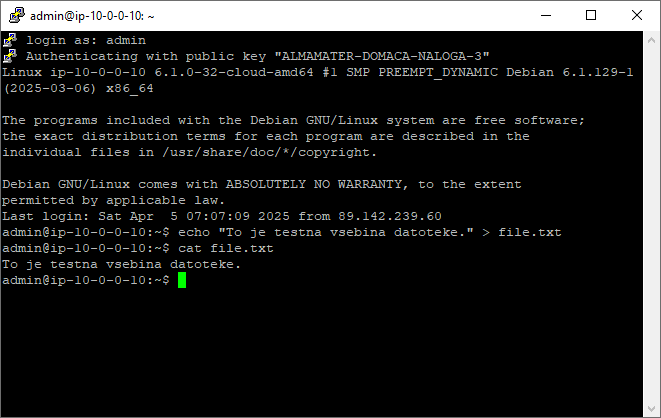 admin@ip-10-0-0-10: ~
login as: admin
Authenticating with public key "ALMAMATER-DOMACA-NALOGA-3"
Linux ip-10-0-0-10 6.1.0-32-cloud-amd64 #1 SMP PREEMPT_DYNAMIC Debian 6.1.129-1
(2025-03-06) x86_64
The programs included with the Debian GNU/Linux system are free software;
the exact distribution terms for each program are described in the
individual files in /usr/share/doc/*/copyright.
Debian GNU/Linux comes with ABSOLUTELY NO WARRANTY, to the extent
permitted by applicable law.
Last login: Sat Apr  5 07:07:09 2025 from 89.142.239.60
admin@ip-10-0-0-10:~$ echo "To je testna vsebina datoteke." > file.txt
admin@ip-10-0-0-10:~$ cat file.txt
To je testna vsebina datoteke.
admin@ip-10-0-0-10:~$